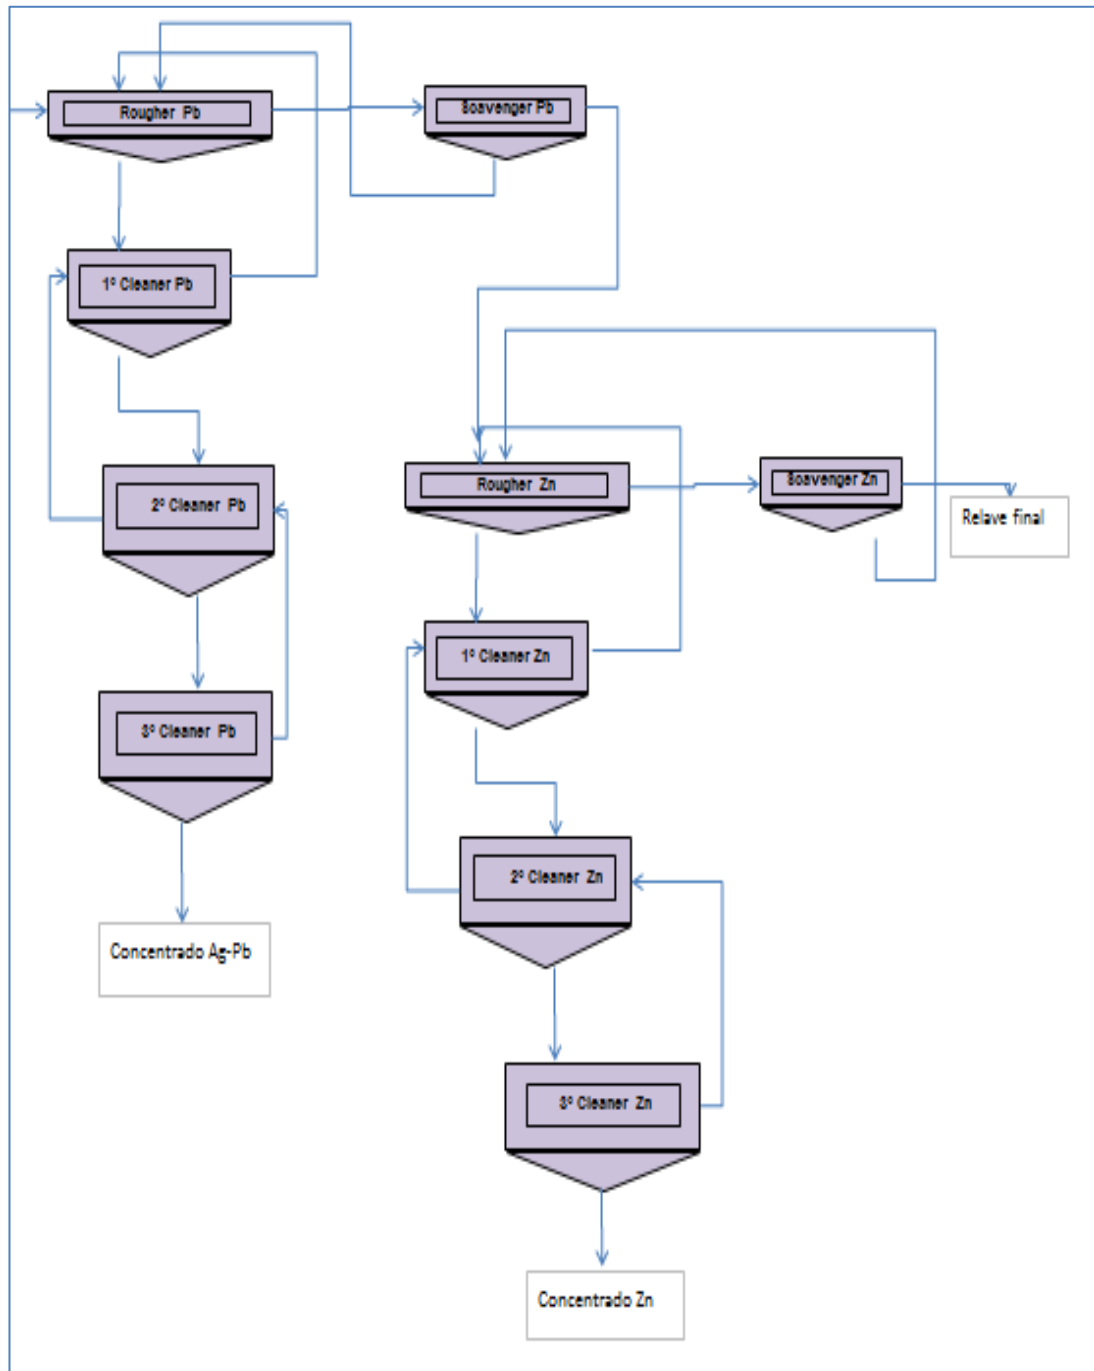 Rougher Pb
Scavenger Pb
1º Cleaner Pb
2º Cleaner Pb
3º Cleaner Pb
Concentrado Ag-Pb
Rougher Zn
Scavenger Zn
Relave final
1º Cleaner Zn
2º Cleaner Zn
3º Cleaner Zn
Concentrado Zn